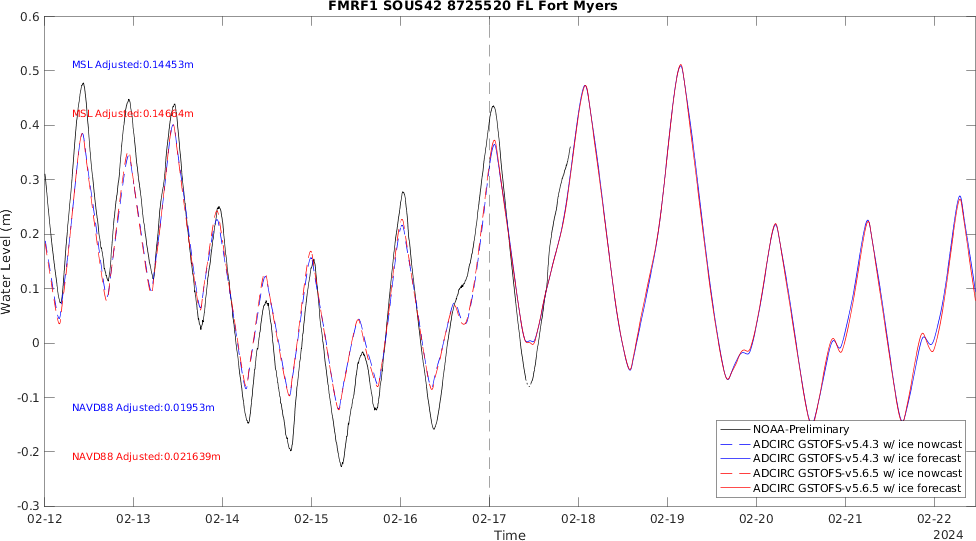 FMRF1 SOUS42 8725520 FL Fort Myers
0.6
0.5
0.4
0.3
0.2
0.1
0
-0.1
-0.2
-0.3
Water Level (m)
MSL Adjusted:0.14453m
MSL Adjusted:0.14664m
NAVD88 Adjusted:0.01953m
NAVD88 Adjusted:0.021639m
NOAA-Preliminary
ADCIRC GSTOFS-v5.4.3 w/ ice nowcast
ADCIRC GSTOFS-v5.4.3 w/ ice forecast
ADCIRC GSTOFS-v5.6.5 w/ ice nowcast
ADCIRC GSTOFS-v5.6.5 w/ ice forecast
02-12 02-13 02-14 02-15 02-16 02-17 02-18 02-19 02-20 02-21 02-22
Time
2024